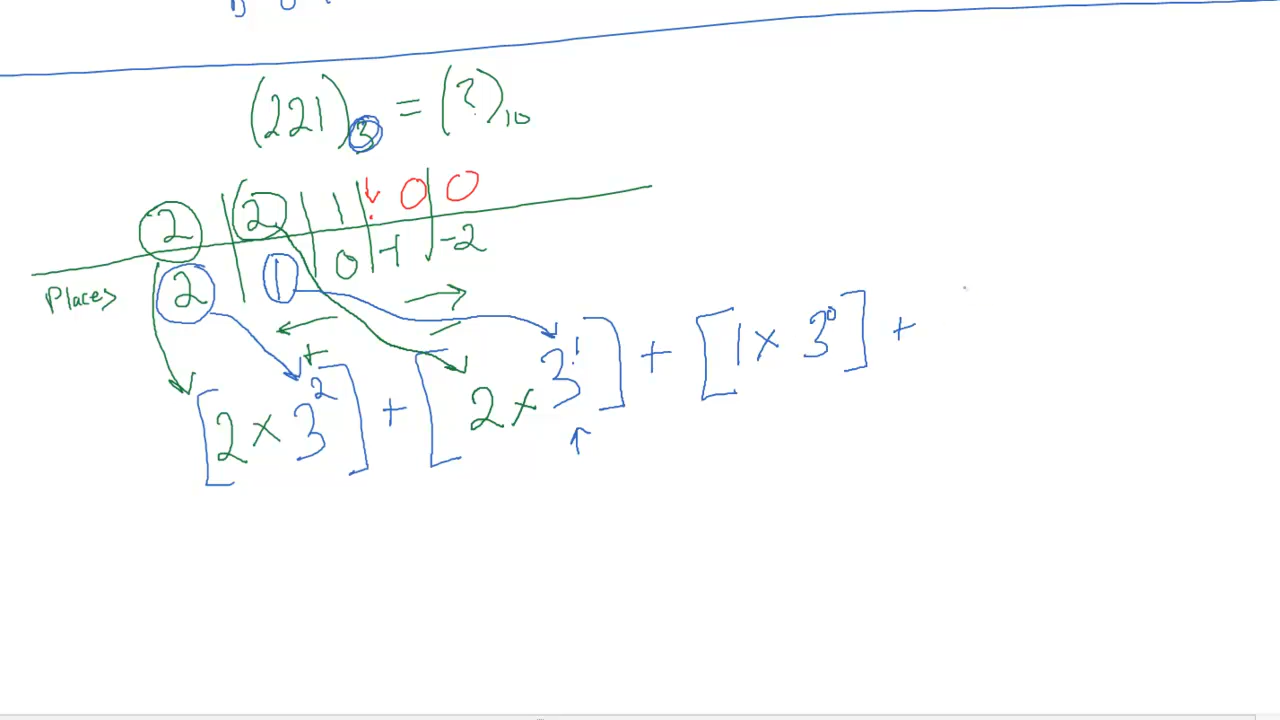 (221)₃ = (?)₁₀
2 | 2 | 1 . 0 | 0
Places 2 | 1 | 0 | -1 | -2
+ -
[2 × 3²] + [2 × 3¹] + [1 × 3⁰] +